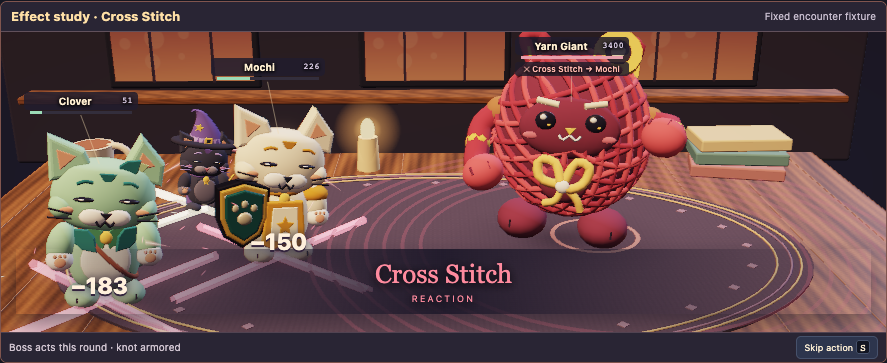 Effect study · Cross Stitch
Fixed encounter fixture
Yarn Giant 3400
× Cross Stitch → Mochi
Mochi 226
Clover 51
–150
–183
Cross Stitch
REACTION
Boss acts this round · knot armored
Skip action S